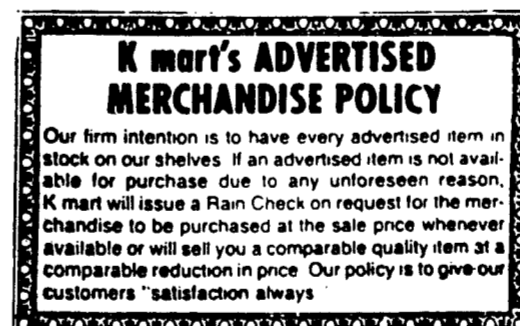 K mart's ADVERTISED
MERCHANDISE POLICY
Our firm intention is to have every advertised item in
stock on our shelves If an advertised item is not avail-
able for purchase due to any unforeseen reason,
K mart will issue a Rain Check on request for the mer-
chandise to be purchased at the sale price whenever
available or will sell you a comparable quality item at a
comparable reduction in price Our policy is to give our
customers "satisfaction always